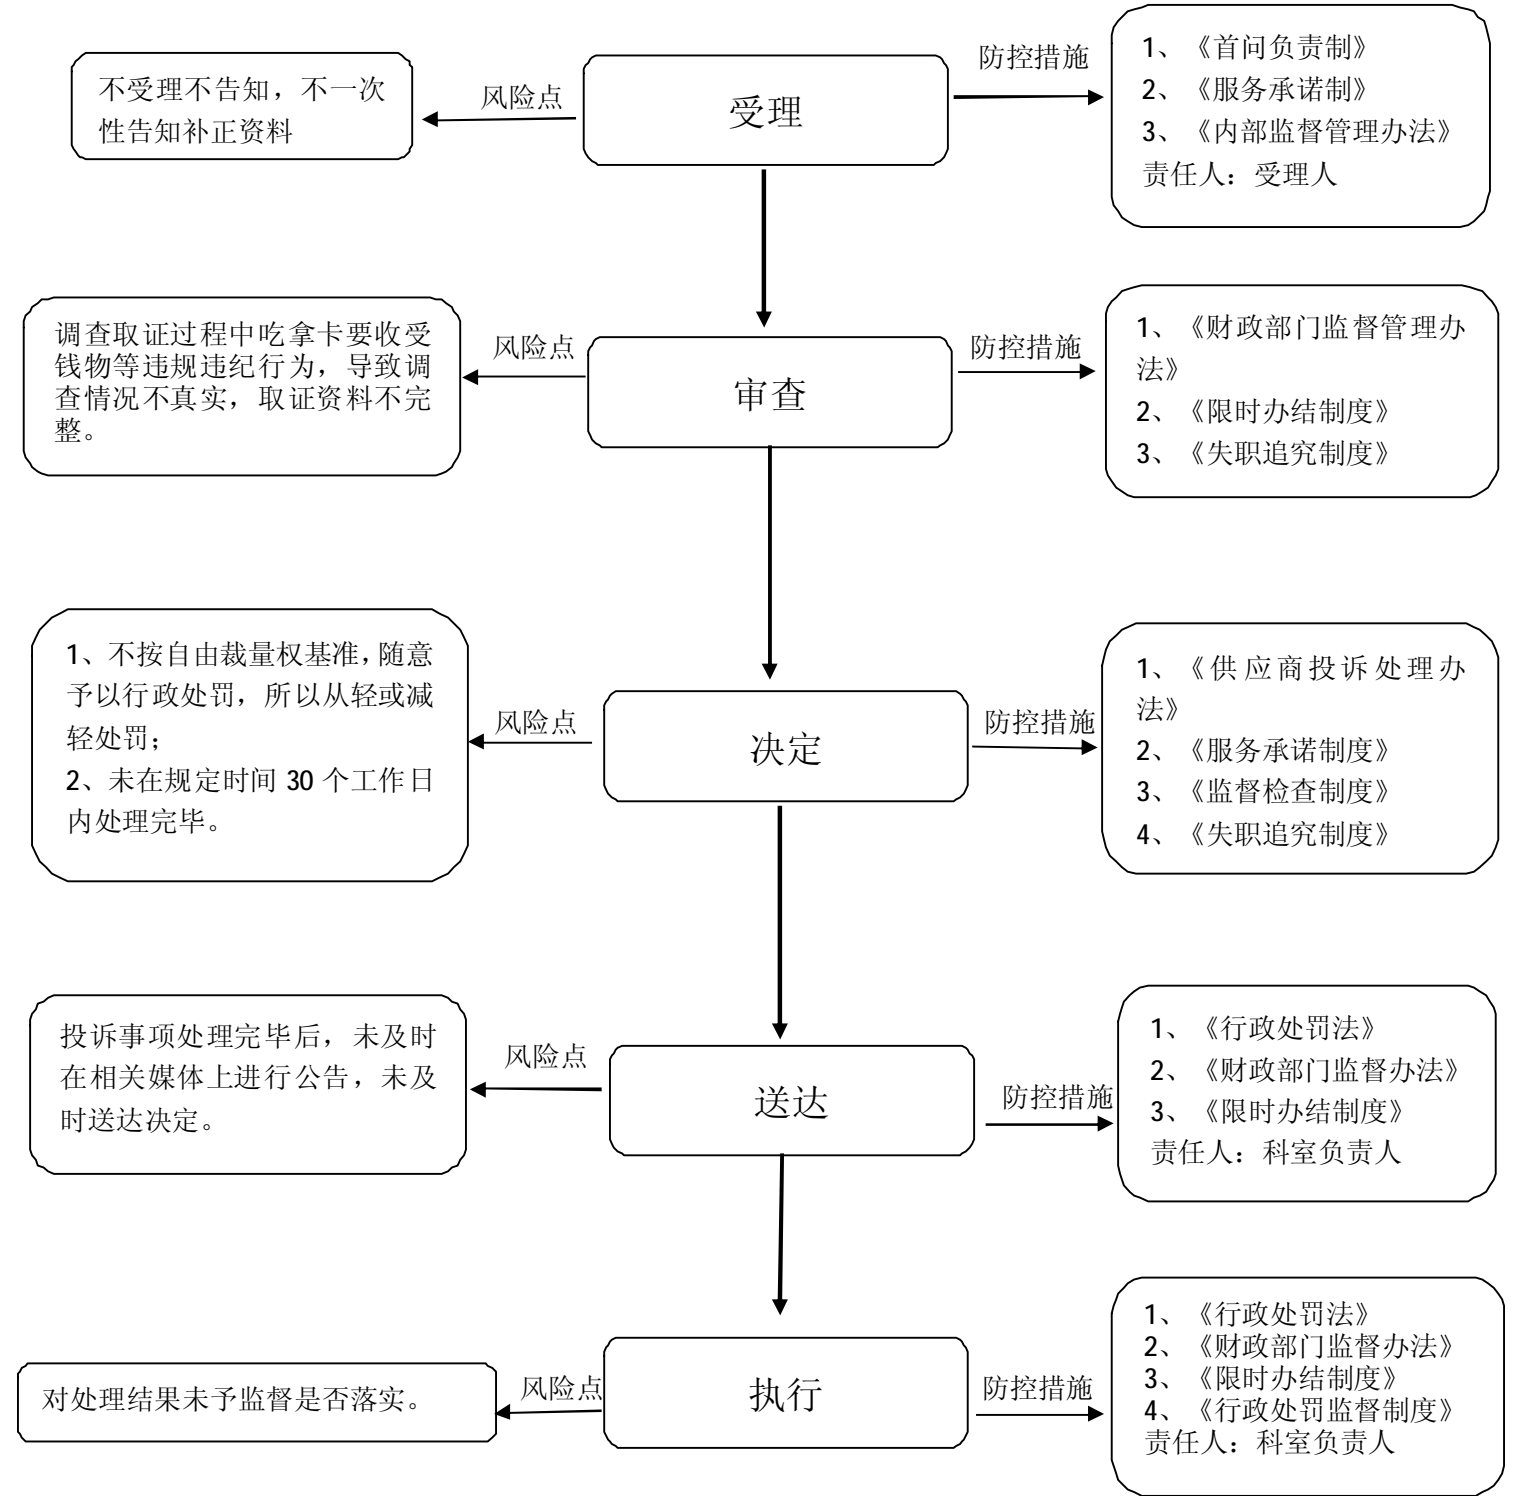 不受理不告知，不一次
性告知补正资料
风险点
受理
防控措施
1、《首问负责制》
2、《服务承诺制》
3、《内部监督管理办法》
责任人：受理人
调查取证过程中吃拿卡要收受
钱物等违规违纪行为，导致调
查情况不真实，取证资料不完
整。
风险点
审查
防控措施
1、《财政部门监督管理办
法》
2、《限时办结制度》
3、《失职追究制度》
1、不按自由裁量权基准，随意
予以行政处罚，所以从轻或减
轻处罚；
2、未在规定时间 30 个工作日
内处理完毕。
风险点
决定
防控措施
1、《供应商投诉处理办
法》
2、《服务承诺制度》
3、《监督检查制度》
4、《失职追究制度》
投诉事项处理完毕后，未及时
在相关媒体上进行公告，未及
时送达决定。
风险点
送达
防控措施
1、《行政处罚法》
2、《财政部门监督办法》
3、《限时办结制度》
责任人：科室负责人
对处理结果未予监督是否落实。
风险点
执行
防控措施
1、《行政处罚法》
2、《财政部门监督办法》
3、《限时办结制度》
4、《行政处罚监督制度》
责任人：科室负责人